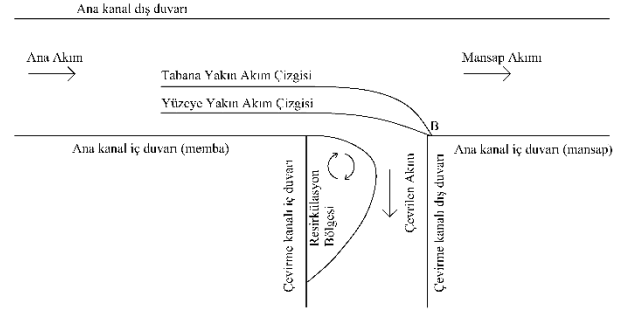 Ana kanal dış duvarı
Ana Akım
Mansap Akımı
Tabana Yakın Akım Çizgisi
Yüzeye Yakın Akım Çizgisi
B
Ana kanal iç duvarı (memba)
Ana kanal iç duvarı (mansap)
Çevirme kanalı iç duvarı
Resirkülasyon
Bölgesi
Çevrilen Akım
Çevirme kanalı dış duvarı